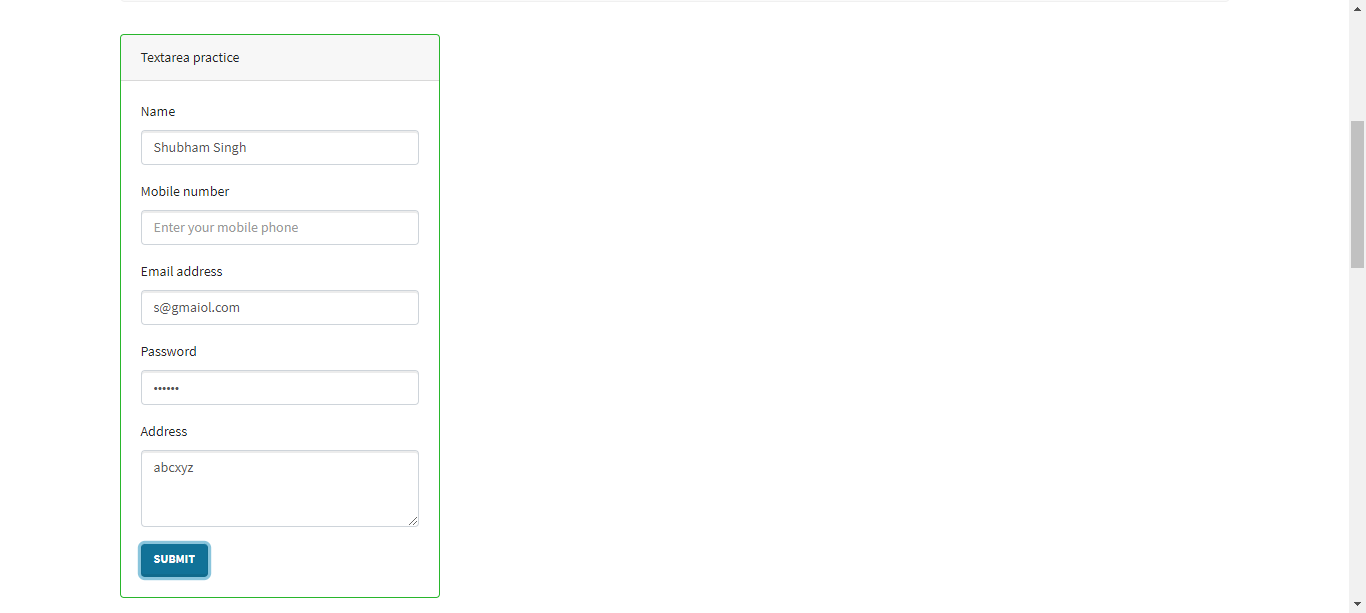 Textarea practice
Name
Shubham Singh
Mobile number
Enter your mobile phone
Email address
s@gmaiol.com
Password
••••••
Address
abcxyz
SUBMIT